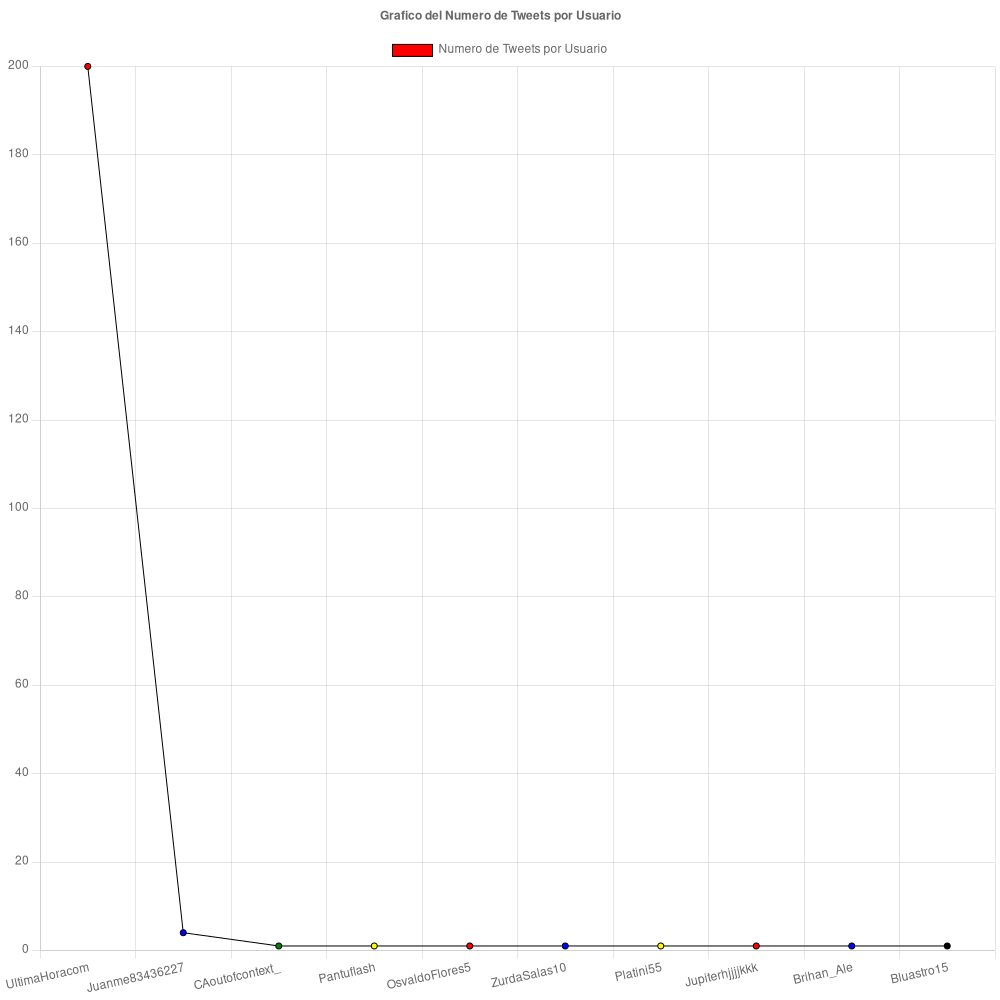 Grafico del Numero de Tweets por Usuario
Numero de Tweets por Usuario
200
180
160
140
120
100
80
60
40
20
0
UltimaHoracom
Juanme83436227
CAoutofcontext_
Pantuflash
OsvaldoFlores5
ZurdaSalas10
Platini55
Jupiterhjjjjkkk
Brihan_Ale
Bluastro15